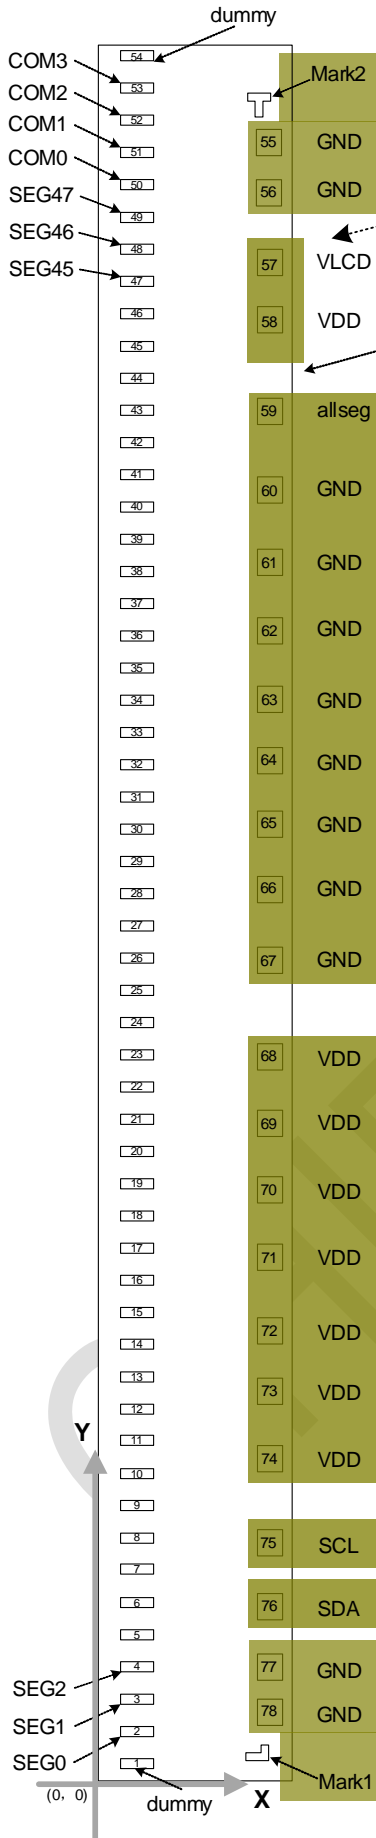 dummy
54
COM3
53
Mark2
COM2
52
COM1
51
55 GND
COM0
50
56 GND
SEG47
49
SEG46
48
57 VLCD
SEG45
47
46
58 VDD
45
44
43
59 allseg
42
41
60 GND
40
39
61 GND
38
37
62 GND
36
35
63 GND
34
33
64 GND
32
31
65 GND
30
29
66 GND
28
27
67 GND
26
25
24
23
68 VDD
22
21
69 VDD
20
19
70 VDD
18
17
71 VDD
16
15
72 VDD
14
13
73 VDD
12
Y
11
74 VDD
10
9
8
75 SCL
7
6
76 SDA
5
4
77 GND
SEG2
3
78 GND
SEG1
2
SEG0
1
Mark1
(0, 0)
dummy
X